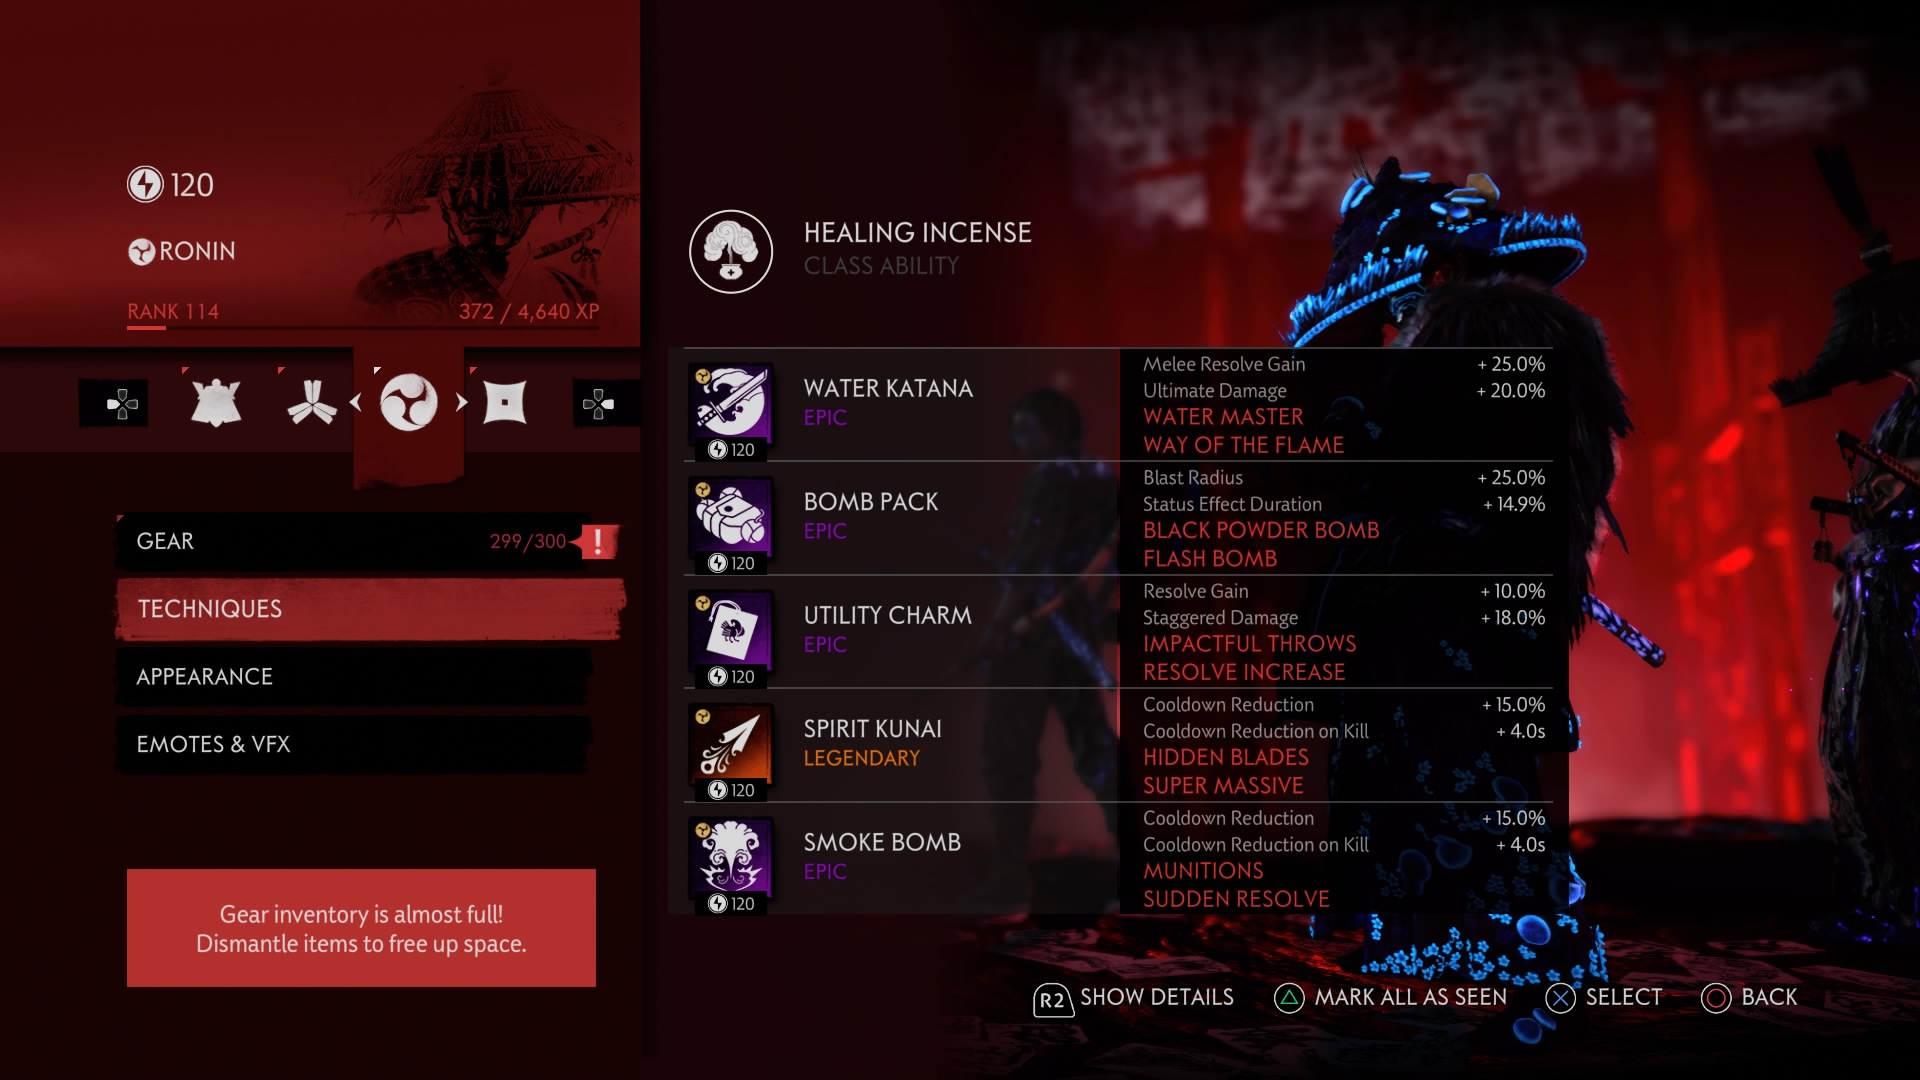 120
RONIN
RANK 114
372 / 4,640 XP
GEAR
299/300
!
TECHNIQUES
APPEARANCE
EMOTES & VFX
Gear inventory is almost full!
Dismantle items to free up space.
HEALING INCENSE
CLASS ABILITY
WATER KATANA
EPIC
120
Melee Resolve Gain + 25.0%
Ultimate Damage + 20.0%
WATER MASTER
WAY OF THE FLAME
BOMB PACK
EPIC
120
Blast Radius + 25.0%
Status Effect Duration + 14.9%
BLACK POWDER BOMB
FLASH BOMB
UTILITY CHARM
EPIC
120
Resolve Gain + 10.0%
Staggered Damage + 18.0%
IMPACTFUL THROWS
RESOLVE INCREASE
SPIRIT KUNAI
LEGENDARY
120
Cooldown Reduction + 15.0%
Cooldown Reduction on Kill + 4.0s
HIDDEN BLADES
SUPER MASSIVE
SMOKE BOMB
EPIC
120
Cooldown Reduction + 15.0%
Cooldown Reduction on Kill + 4.0s
MUNITIONS
SUDDEN RESOLVE
R2 SHOW DETAILS
MARK ALL AS SEEN
SELECT
BACK